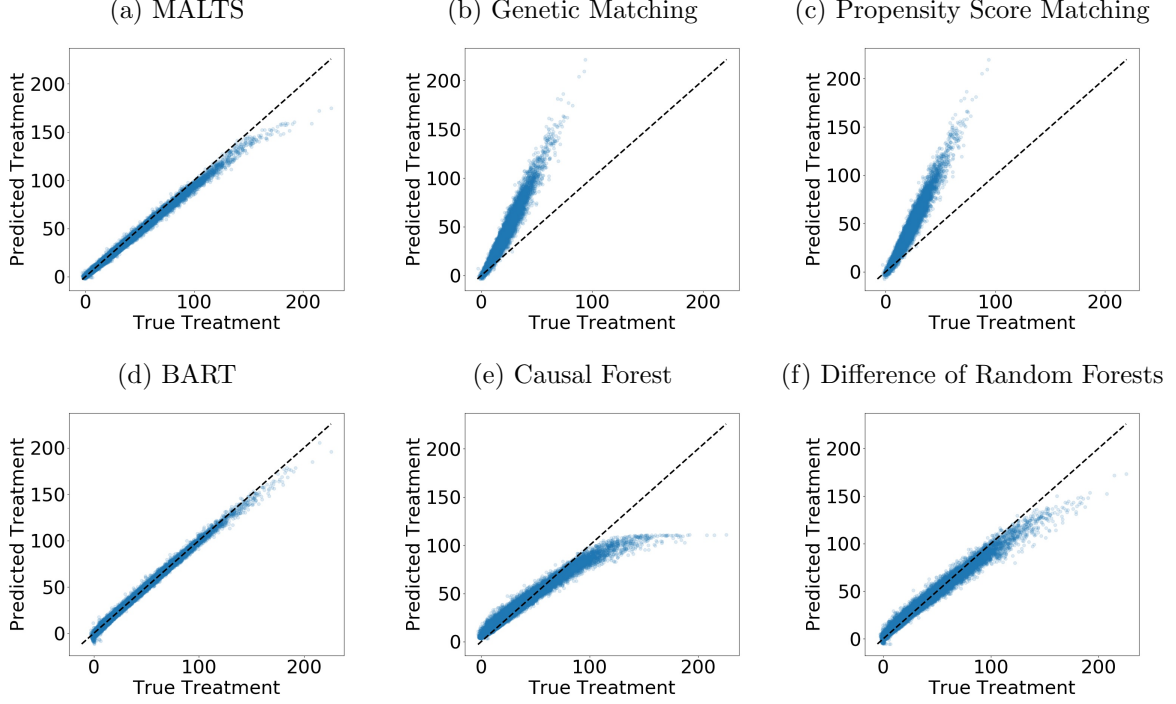 (a) MALTS
(b) Genetic Matching
(c) Propensity Score Matching
Predicted Treatment
200
150
100
50
0
0 100 200
True Treatment
Predicted Treatment
200
150
100
50
0
0 100 200
True Treatment
Predicted Treatment
200
150
100
50
0
0 100 200
True Treatment
(d) BART
(e) Causal Forest
(f) Difference of Random Forests
Predicted Treatment
200
150
100
50
0
0 100 200
True Treatment
Predicted Treatment
200
150
100
50
0
0 100 200
True Treatment
Predicted Treatment
200
150
100
50
0
0 100 200
True Treatment